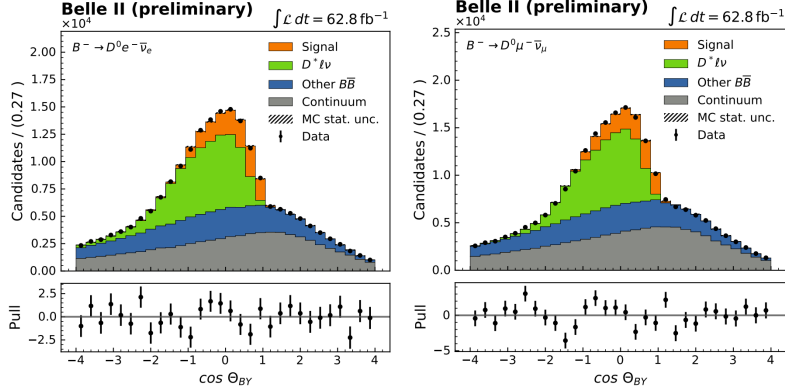 Belle II (preliminary)
∫ℒ dt = 62.8 fb⁻¹
×10⁴
B⁻ → D⁰e⁻ν̅ₑ
Signal
D*ℓν
Other BB̅
Continuum
MC stat. unc.
Data
Candidates / (0.27 )
2.00
1.75
1.50
1.25
1.00
0.75
0.50
0.25
0.00
Pull
2.5
0.0
−2.5
−4 −3 −2 −1 0 1 2 3 4
cos Θ_BY
Belle II (preliminary)
∫ℒ dt = 62.8 fb⁻¹
×10⁴
B⁻ → D⁰μ⁻ν̅_μ
Signal
D*ℓν
Other BB̅
Continuum
MC stat. unc.
Data
Candidates / (0.27 )
2.5
2.0
1.5
1.0
0.5
0.0
Pull
0
−5
−4 −3 −2 −1 0 1 2 3 4
cos Θ_BY